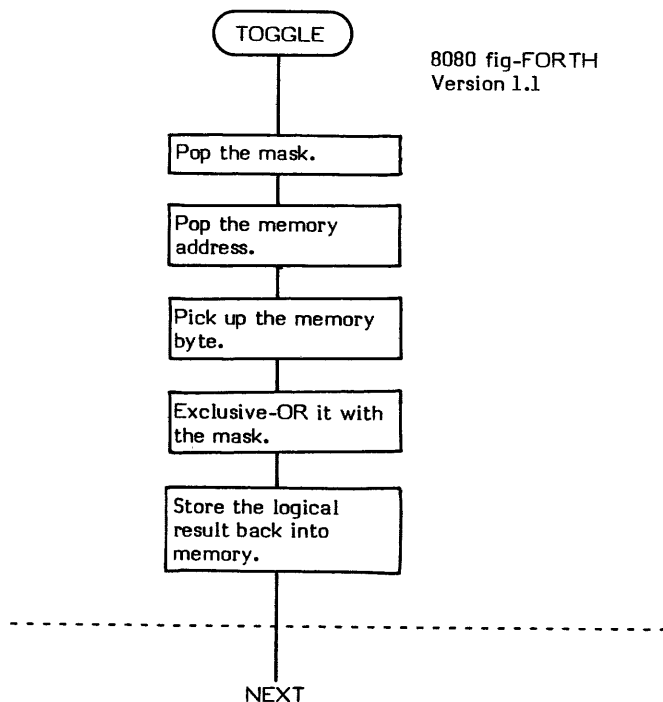 TOGGLE
8080 fig-FORTH
Version 1.1
Pop the mask.
Pop the memory
address.
Pick up the memory
byte.
Exclusive-OR it with
the mask.
Store the logical
result back into
memory.
NEXT